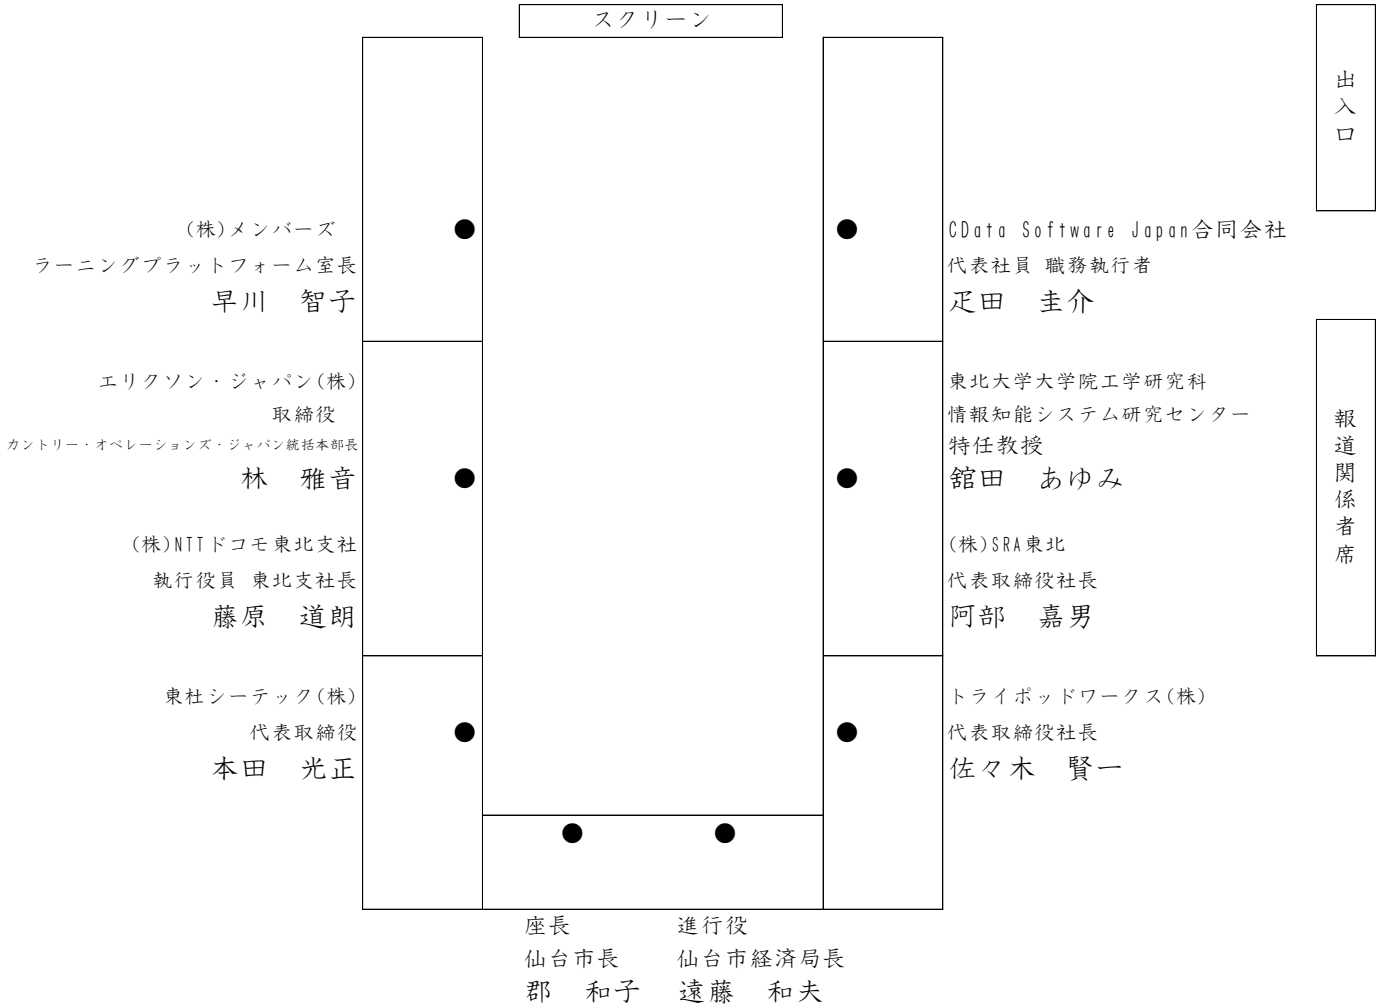 スクリーン
出入口
(株)メンバーズ
ラーニングプラットフォーム室長
早川　智子
CData Software Japan合同会社
代表社員 職務執行者
疋田　圭介
エリクソン・ジャパン(株)
取締役
カントリー・オペレーションズ・ジャパン統括本部長
林　雅音
東北大学大学院工学研究科
情報知能システム研究センター
特任教授
舘田　あゆみ
報道関係者席
(株)NTTドコモ東北支社
執行役員 東北支社長
藤原　道朗
(株)SRA東北
代表取締役社長
阿部　嘉男
東杜シーテック(株)
代表取締役
本田　光正
トライポッドワークス(株)
代表取締役社長
佐々木　賢一
座長
仙台市長
郡　和子
進行役
仙台市経済局長
遠藤　和夫